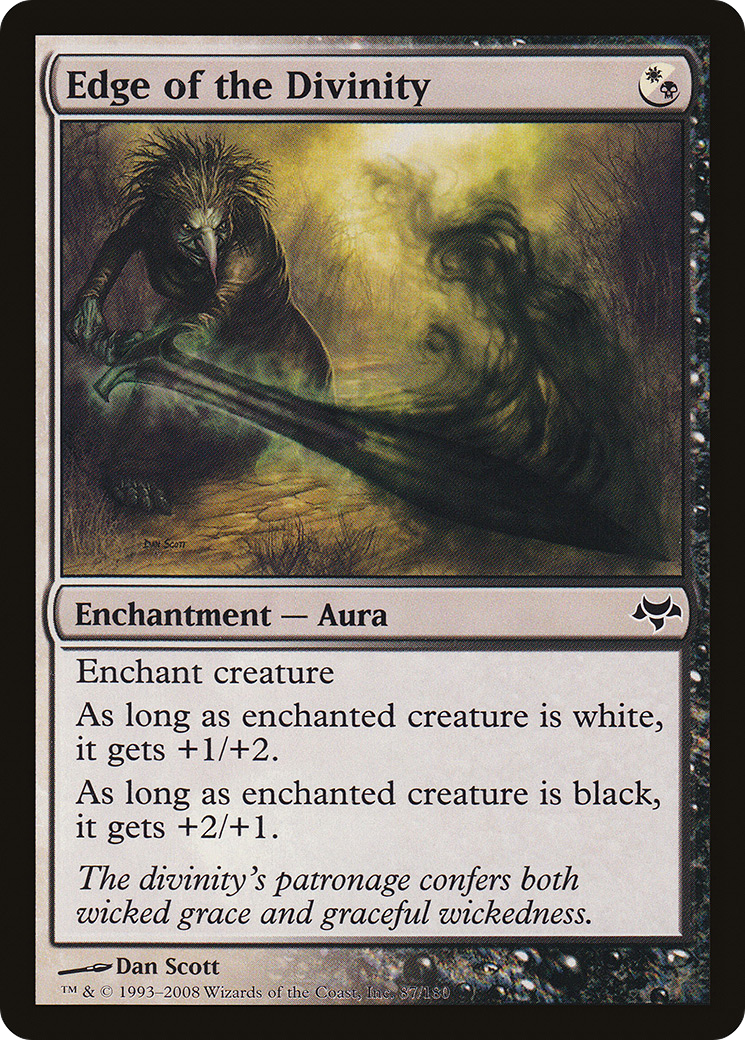 Edge of the Divinity
Dan Scott
Enchantment — Aura
Enchant creature
As long as enchanted creature is white,
it gets +1/+2.
As long as enchanted creature is black,
it gets +2/+1.
The divinity's patronage confers both
wicked grace and graceful wickedness.
Dan Scott
™ & © 1993–2008 Wizards of the Coast, Inc. 87/180